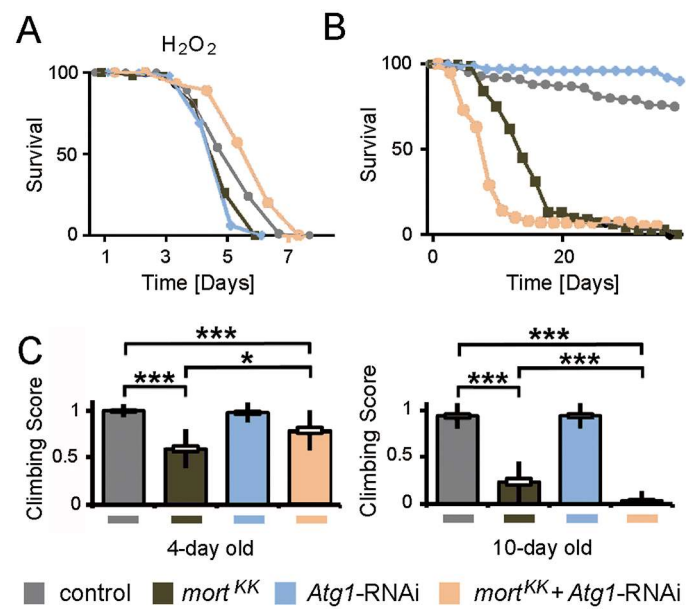 A
H2O2
100
50
0
Survival
1 3 5 7
Time [Days]
B
100
50
0
Survival
0 20
Time [Days]
C
***
***
*
1
0.5
0
Climbing Score
4-day old
***
***
***
1
0.5
0
Climbing Score
10-day old
control mort KK Atg1-RNAi mortKK + Atg1-RNAi